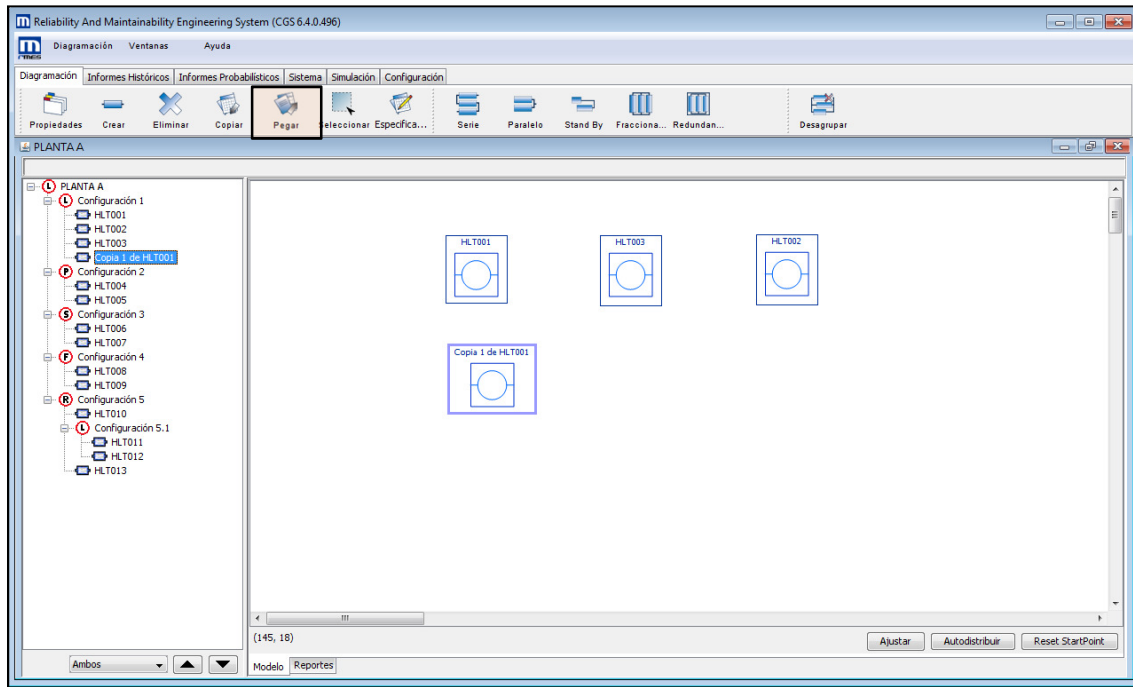 Reliability And Maintainability Engineering System (CGS 6.4.0.496)
Diagramación Ventanas Ayuda
Diagramación Informes Históricos Informes Probabilísticos Sistema Simulación Configuración
Propiedades Crear Eliminar Copiar Pegar Seleccionar Especifica... Serie Paralelo Stand By Fracciona... Redundan... Desagrupar
PLANTA A
PLANTA A
Configuración 1
HLT001
HLT002
HLT003
Copia 1 de HLT001
Configuración 2
HLT004
HLT005
Configuración 3
HLT006
HLT007
Configuración 4
HLT008
HLT009
Configuración 5
HLT010
Configuración 5.1
HLT011
HLT012
HLT013
HLT001 HLT003 HLT002
Copia 1 de HLT001
(145, 18)
Ajustar Autodistribuir Reset StartPoint
Ambos
Modelo Reportes